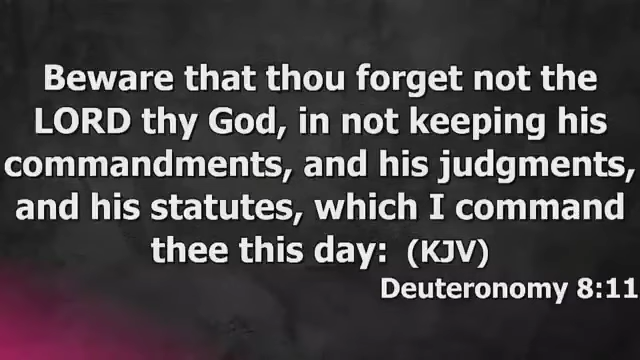 Beware that thou forget not the
LORD thy God, in not keeping his
commandments, and his judgments,
and his statutes, which I command
thee this day: (KJV)
Deuteronomy 8:11